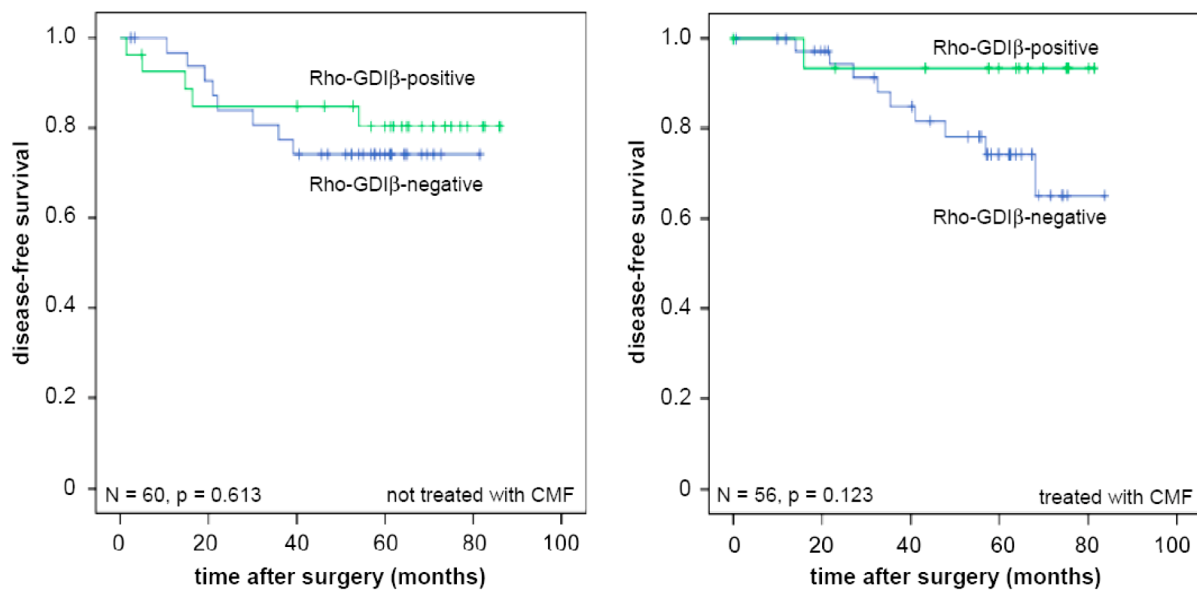 disease-free survival
1.0
0.8
0.6
0.4
0.2
0
Rho-GDIβ-positive
Rho-GDIβ-negative
N = 60, p = 0.613
not treated with CMF
0 20 40 60 80 100
time after surgery (months)
disease-free survival
1.0
0.8
0.6
0.4
0.2
0
Rho-GDIβ-positive
Rho-GDIβ-negative
N = 56, p = 0.123
treated with CMF
0 20 40 60 80 100
time after surgery (months)